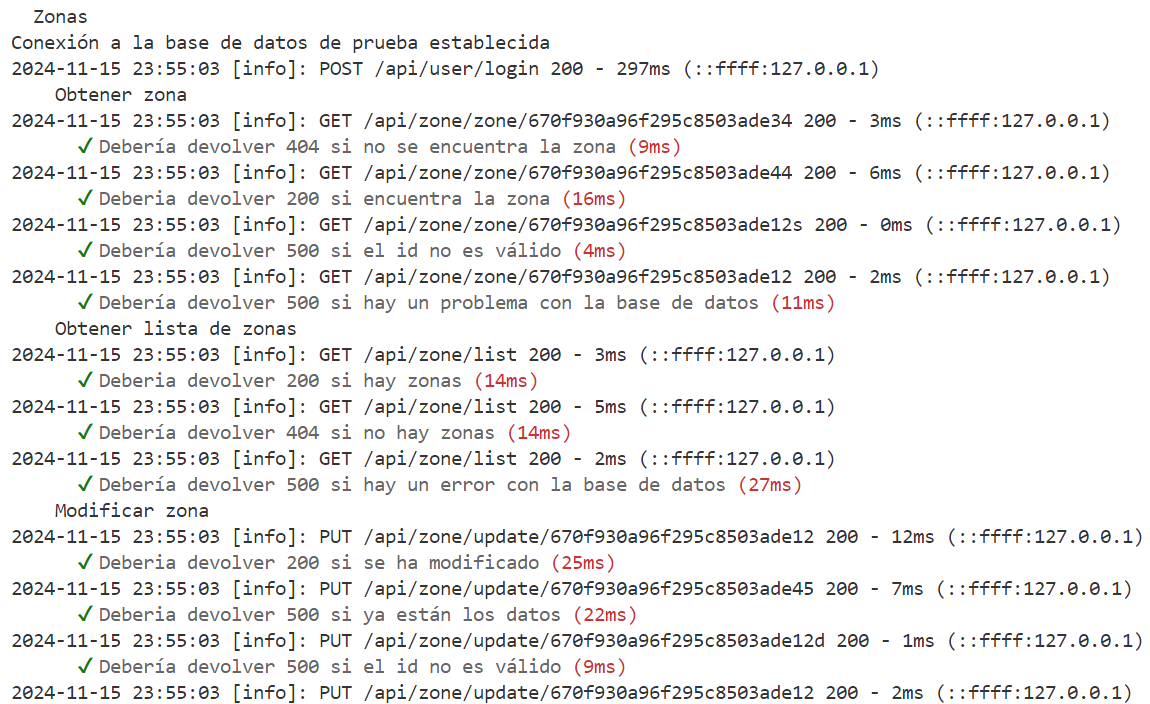 Zonas
Conexión a la base de datos de prueba establecida
2024-11-15 23:55:03 [info]: POST /api/user/login 200 - 297ms (::ffff:127.0.0.1)
Obtener zona
2024-11-15 23:55:03 [info]: GET /api/zone/zone/670f930a96f295c8503ade34 200 - 3ms (::ffff:127.0.0.1)
✓ Debería devolver 404 si no se encuentra la zona (9ms)
2024-11-15 23:55:03 [info]: GET /api/zone/zone/670f930a96f295c8503ade44 200 - 6ms (::ffff:127.0.0.1)
✓ Deberia devolver 200 si encuentra la zona (16ms)
2024-11-15 23:55:03 [info]: GET /api/zone/zone/670f930a96f295c8503ade12s 200 - 0ms (::ffff:127.0.0.1)
✓ Debería devolver 500 si el id no es válido (4ms)
2024-11-15 23:55:03 [info]: GET /api/zone/zone/670f930a96f295c8503ade12 200 - 2ms (::ffff:127.0.0.1)
✓ Debería devolver 500 si hay un problema con la base de datos (11ms)
Obtener lista de zonas
2024-11-15 23:55:03 [info]: GET /api/zone/list 200 - 3ms (::ffff:127.0.0.1)
✓ Deberia devolver 200 si hay zonas (14ms)
2024-11-15 23:55:03 [info]: GET /api/zone/list 200 - 5ms (::ffff:127.0.0.1)
✓ Debería devolver 404 si no hay zonas (14ms)
2024-11-15 23:55:03 [info]: GET /api/zone/list 200 - 2ms (::ffff:127.0.0.1)
✓ Debería devolver 500 si hay un error con la base de datos (27ms)
Modificar zona
2024-11-15 23:55:03 [info]: PUT /api/zone/update/670f930a96f295c8503ade12 200 - 12ms (::ffff:127.0.0.1)
✓ Deberia devolver 200 si se ha modificado (25ms)
2024-11-15 23:55:03 [info]: PUT /api/zone/update/670f930a96f295c8503ade45 200 - 7ms (::ffff:127.0.0.1)
✓ Deberia devolver 500 si ya están los datos (22ms)
2024-11-15 23:55:03 [info]: PUT /api/zone/update/670f930a96f295c8503ade12d 200 - 1ms (::ffff:127.0.0.1)
✓ Debería devolver 500 si el id no es válido (9ms)
2024-11-15 23:55:03 [info]: PUT /api/zone/update/670f930a96f295c8503ade12 200 - 2ms (::ffff:127.0.0.1)